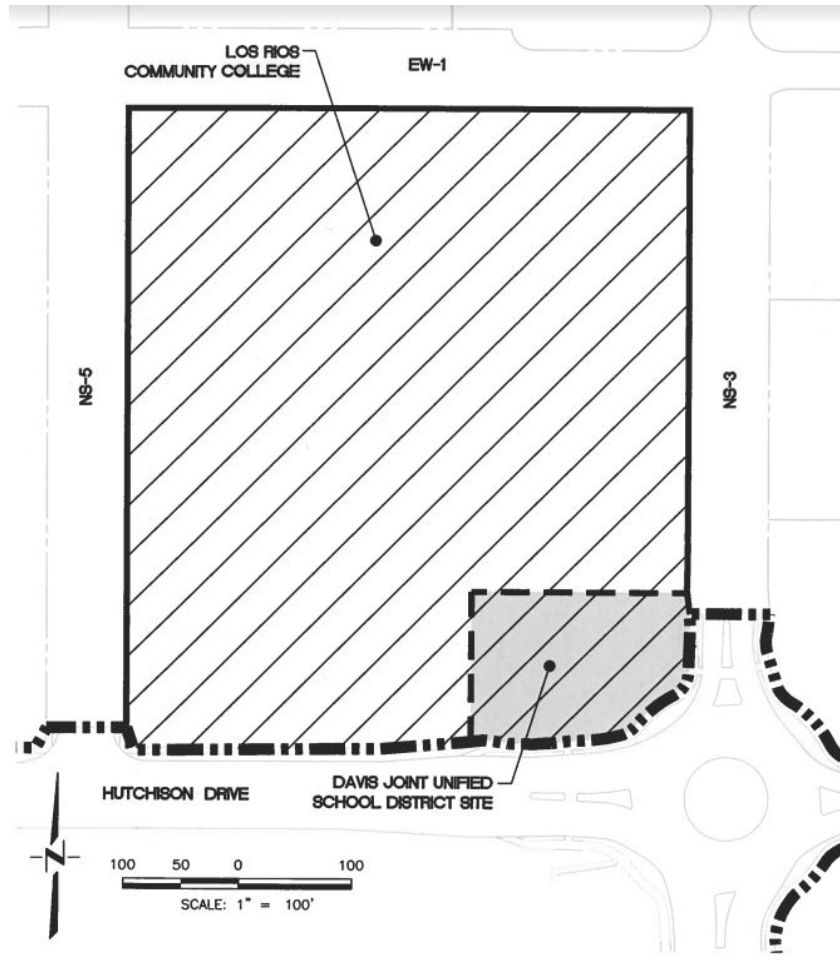 LOS RIOS
COMMUNITY COLLEGE
EW-1
NS-5
NS-3
HUTCHISON DRIVE
DAVIS JOINT UNIFIED
SCHOOL DISTRICT SITE
N
100 50 0 100
SCALE: 1" = 100'